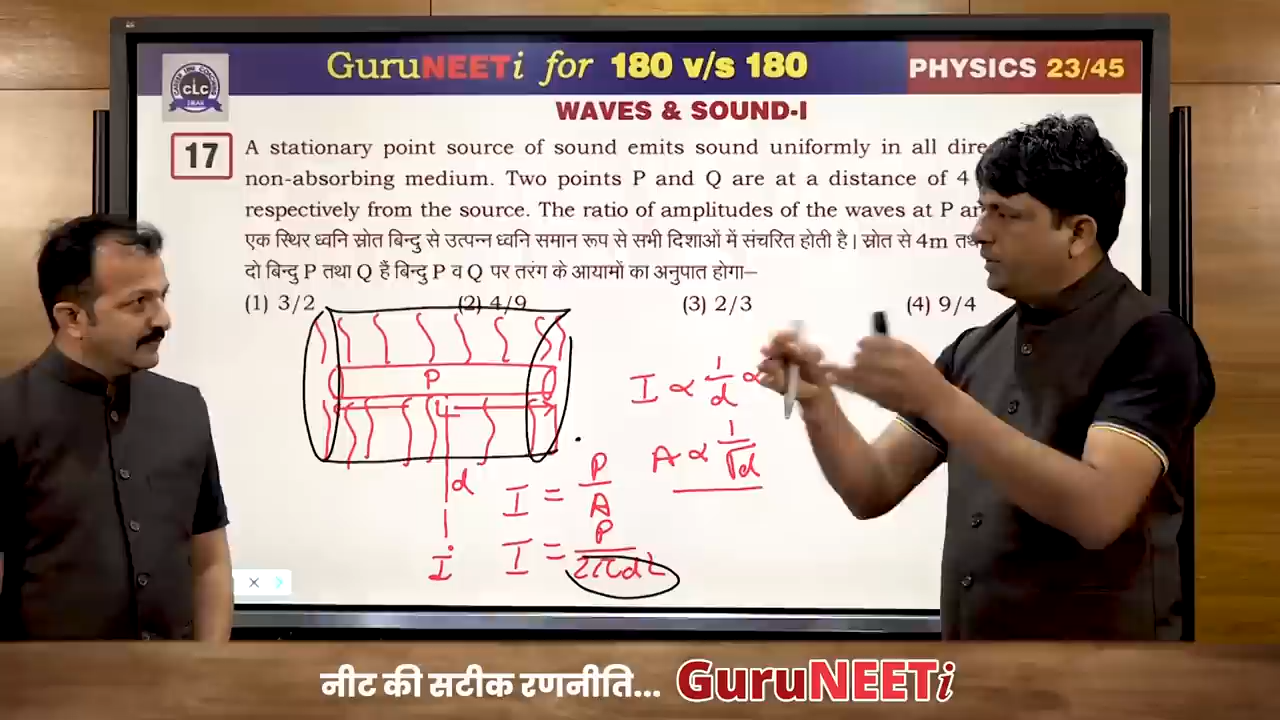 GuruNEETi for 180 v/s 180
PHYSICS 23/45
CLC
WAVES & SOUND-I
17
A stationary point source of sound emits sound uniformly in all dire
non-absorbing medium. Two points P and Q are at a distance of 4
respectively from the source. The ratio of amplitudes of the waves at P an
एक स्थिर ध्वनि स्रोत बिन्दु से उत्पन्न ध्वनि समान रूप से सभी दिशाओं में संचरित होती है। स्रोत से 4m तथ
दो बिन्दु P तथा Q हैं बिन्दु P व Q पर तरंग के आयामों का अनुपात होगा–
(1) 3/2 (2) 4/9 (3) 2/3 (4) 9/4
P
I ∝ 1/d ∝
A ∝ 1/√d
d
I = P/A
I = P/2πdL
I
नीट की सटीक रणनीति... GuruNEETi